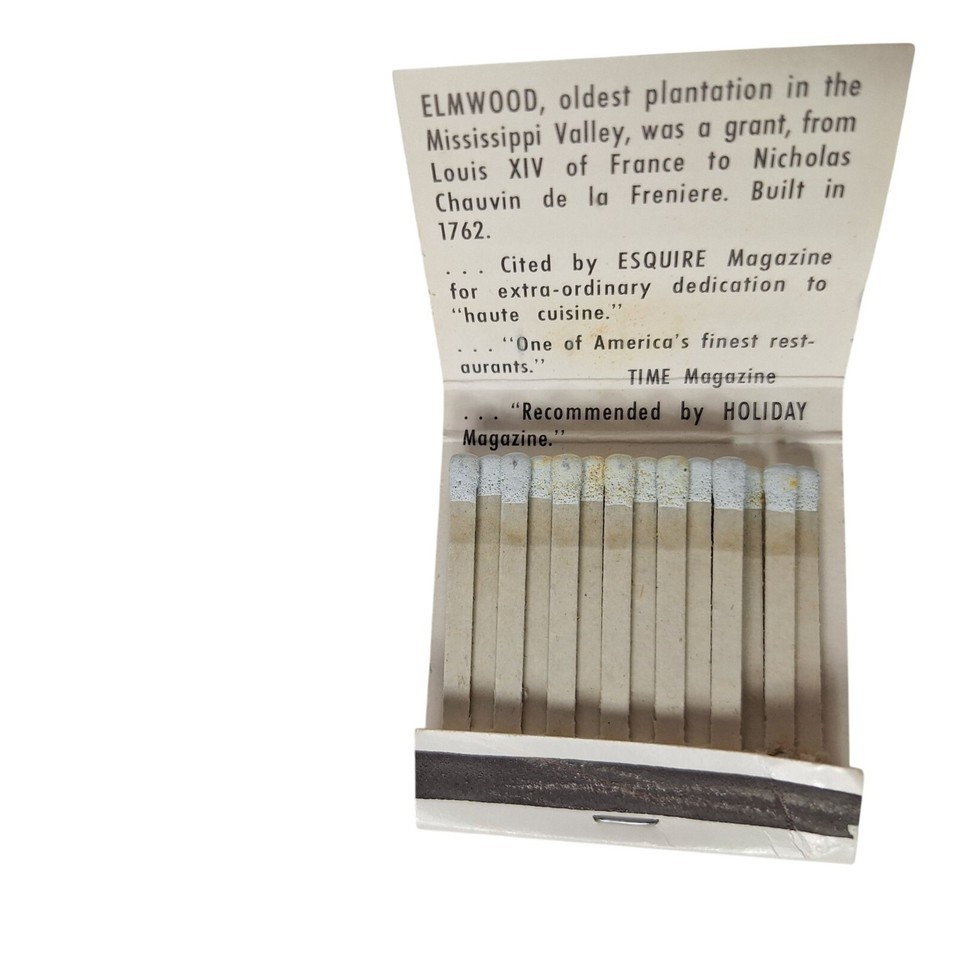 ELMWOOD, oldest plantation in the
Mississippi Valley, was a grant, from
Louis XIV of France to Nicholas
Chauvin de la Freniere. Built in
1762.
. . . Cited by ESQUIRE Magazine
for extra-ordinary dedication to
"haute cuisine."
. . . "One of America's finest rest-
aurants."
TIME Magazine
. . . "Recommended by HOLIDAY
Magazine."